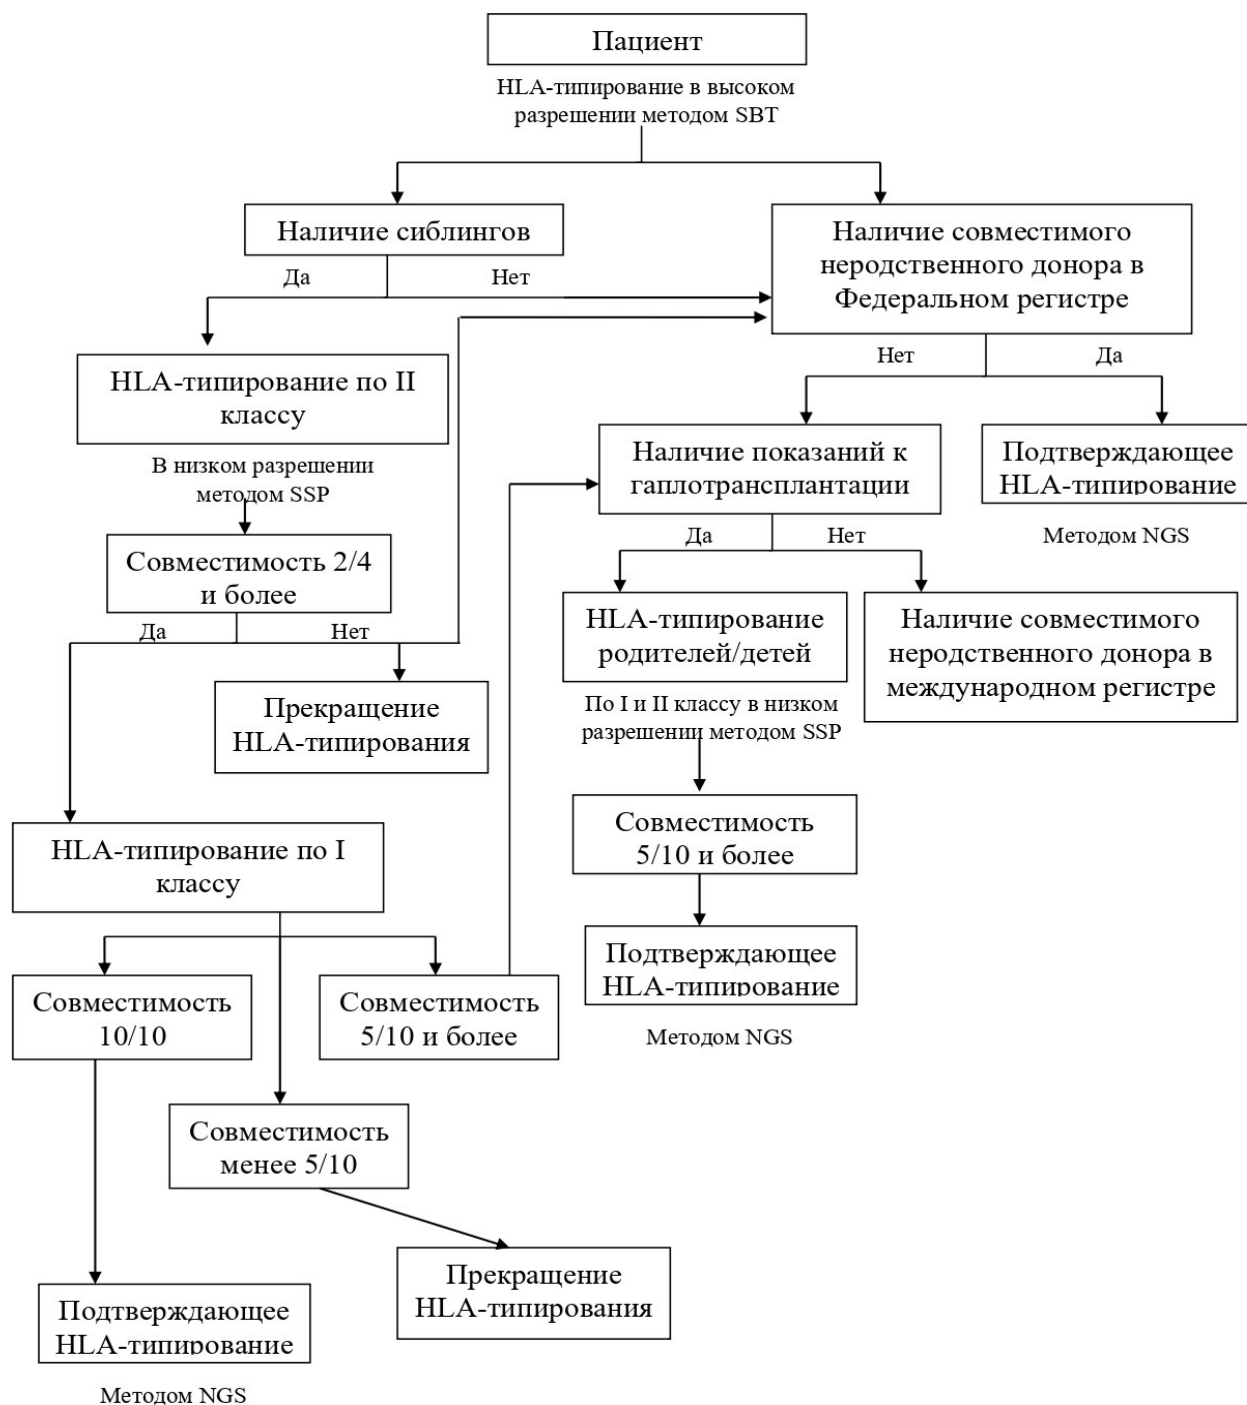 Пациент
HLA-типирование в высоком
разрешении методом SBT
Наличие сиблингов
Наличие совместимого
неродственного донора в
Федеральном регистре
Да
Нет
Нет
Да
HLA-типирование по II
классу
В низком разрешении
методом SSP
Наличие показаний к
гаплотрансплантации
Подтверждающее
HLA-типирование
Методом NGS
Да
Нет
Совместимость 2/4
и более
Да
Нет
HLA-типирование
родителей/детей
По I и II классу в низком
разрешении методом SSP
Наличие совместимого
неродственного донора в
международном регистре
Прекращение
HLA-типирования
Совместимость
5/10 и более
HLA-типирование по I
классу
Подтверждающее
HLA-типирование
Методом NGS
Совместимость
10/10
Совместимость
5/10 и более
Совместимость
менее 5/10
Прекращение
HLA-типирования
Подтверждающее
HLA-типирование
Методом NGS